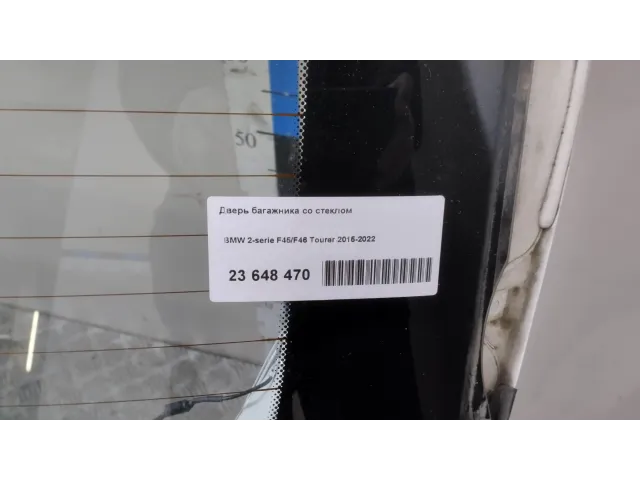 50
Дверь багажника со стеклом
BMW 2-serie F45/F46 Tourer 2015-2022
23 648 470